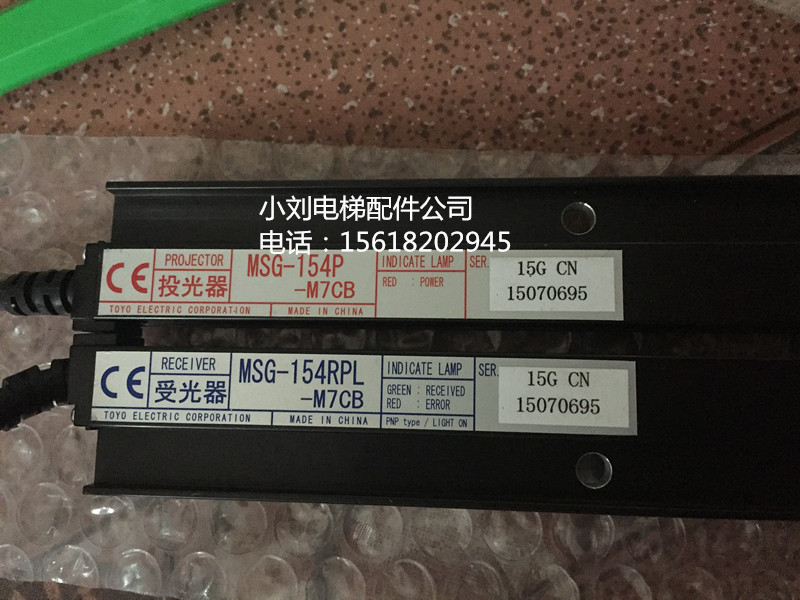 小刘电梯配件公司
电话：15618202945
CE
PROJECTOR
投光器
MSG-154P
-M7CB
INDICATE LAMP
RED : POWER
SER.
15G CN
15070695
TOYO ELECTRIC CORPORATION
MADE IN CHINA
CE
RECEIVER
受光器
MSG-154RPL
-M7CB
INDICATE LAMP
GREEN : RECEIVED
RED : ERROR
PNP type / LIGHT ON
SER.
15G CN
15070695
TOYO ELECTRIC CORPORATION
MADE IN CHINA